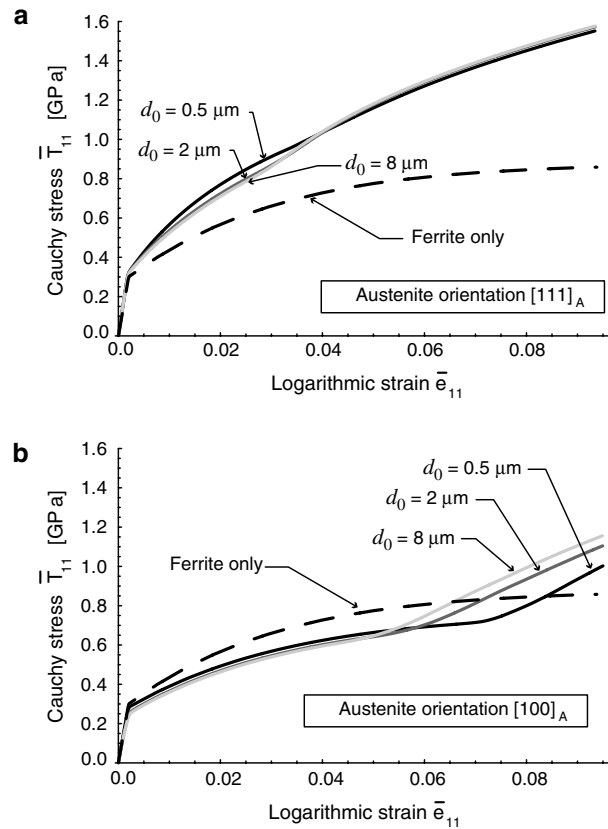 a
Cauchy stress T̅₁₁ [GPa]
1.6
1.4
1.2
1.0
0.8
0.6
0.4
0.2
0.0
d₀ = 0.5 μm
d₀ = 2 μm
d₀ = 8 μm
Ferrite only
Austenite orientation [111]A
0.0 0.02 0.04 0.06 0.08
Logarithmic strain e̅₁₁
b
Cauchy stress T̅₁₁ [GPa]
1.6
1.4
1.2
1.0
0.8
0.6
0.4
0.2
0.0
d₀ = 0.5 μm
d₀ = 2 μm
d₀ = 8 μm
Ferrite only
Austenite orientation [100]A
0.0 0.02 0.04 0.06 0.08
Logarithmic strain e̅₁₁